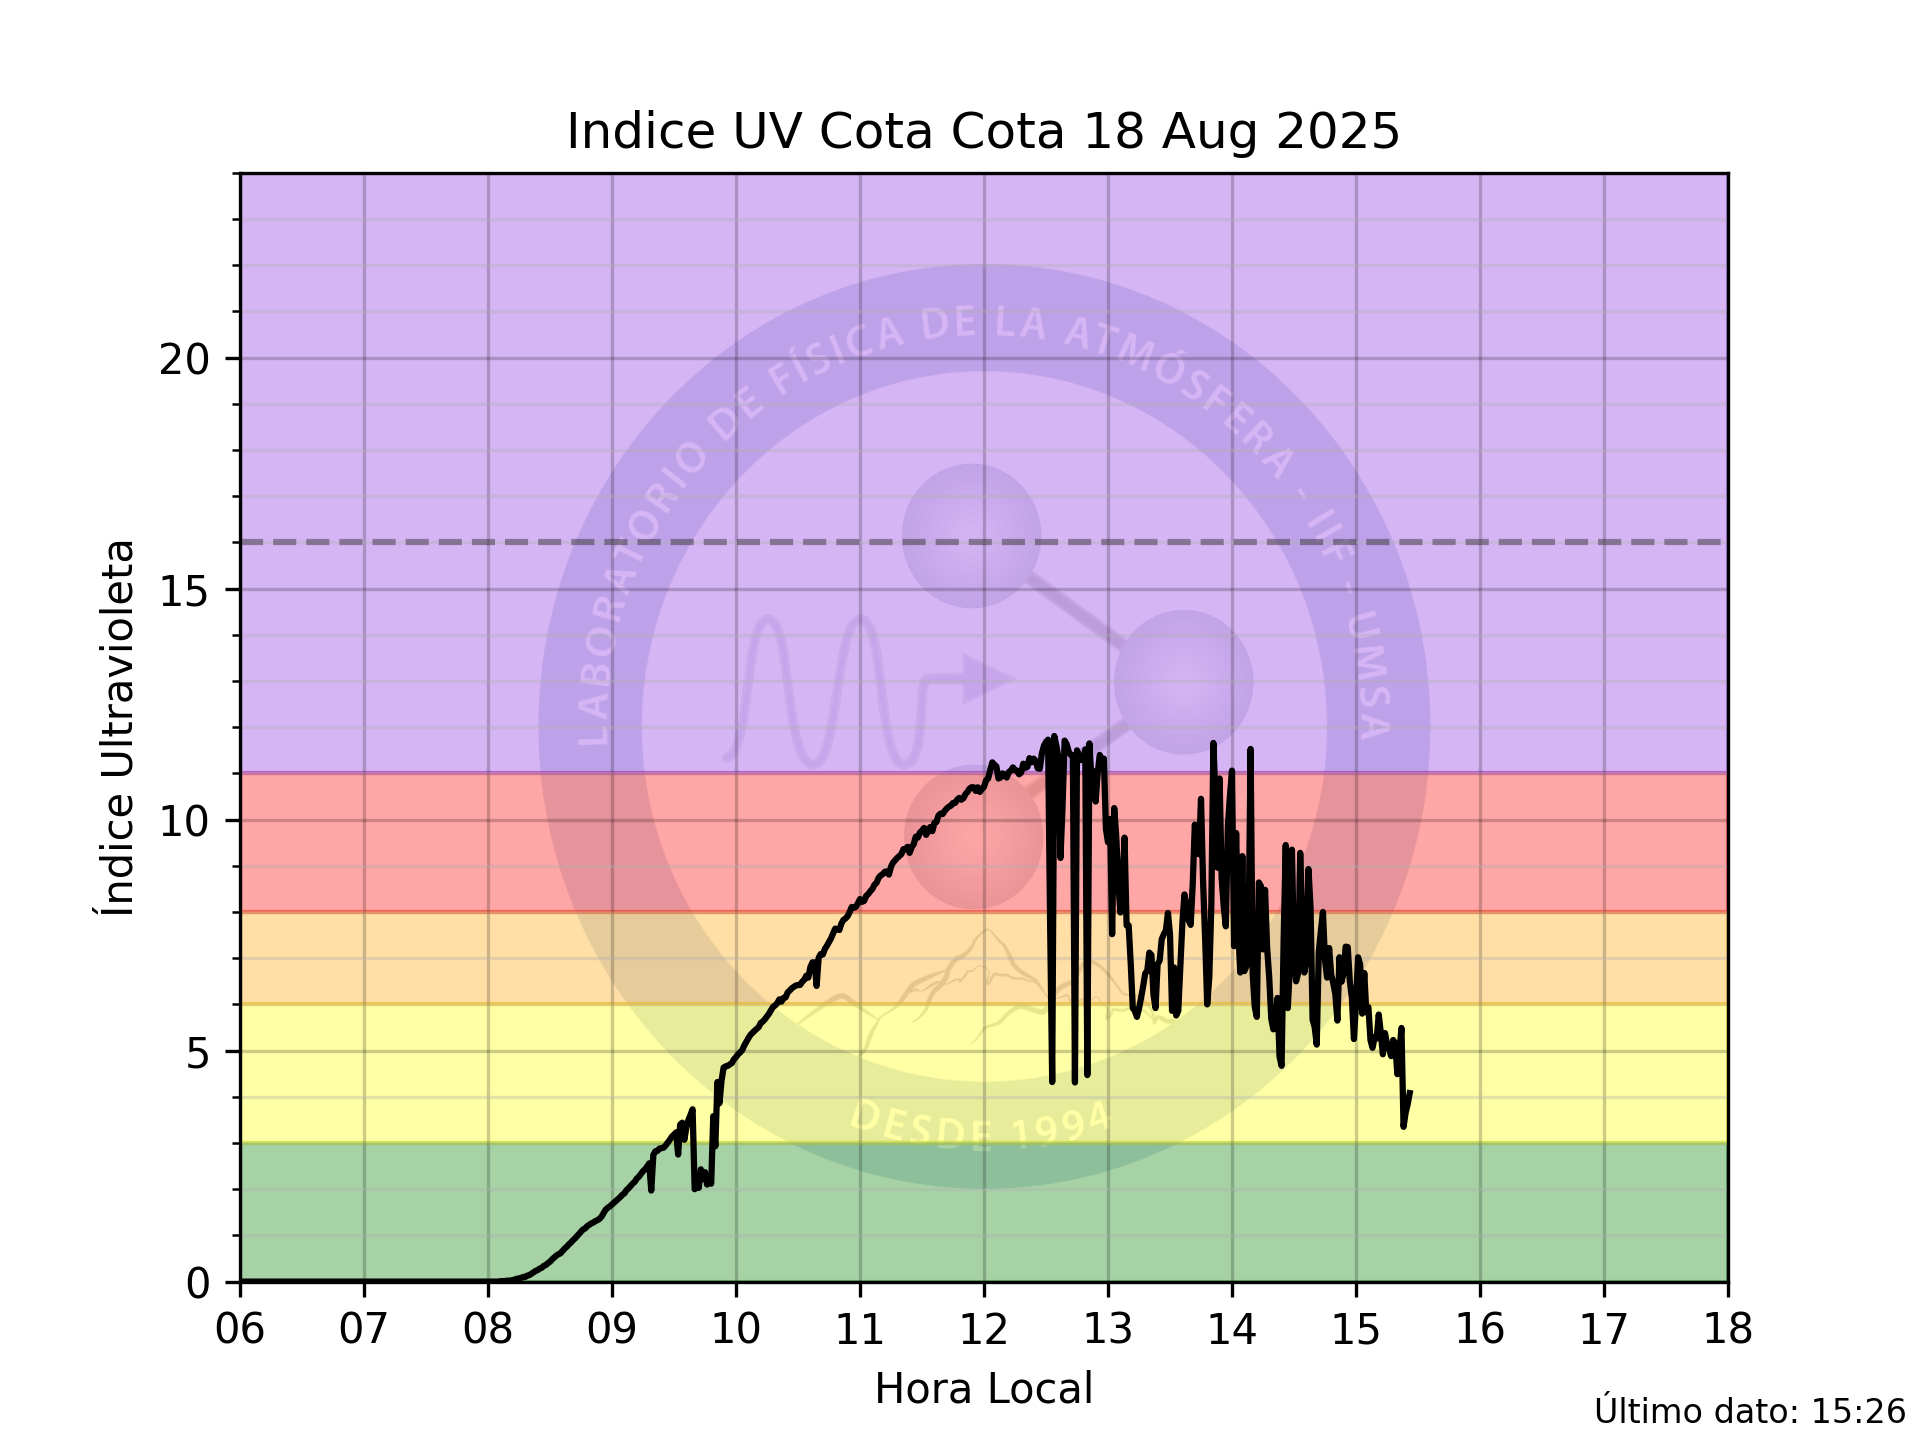 Indice UV Cota Cota 18 Aug 2025
LABORATORIO DE FÍSICA DE LA ATMÓSFERA - IIF - UMSA
DESDE 1994
Índice Ultravioleta
20
15
10
5
0
06 07 08 09 10 11 12 13 14 15 16 17 18
Hora Local
Último dato: 15:26